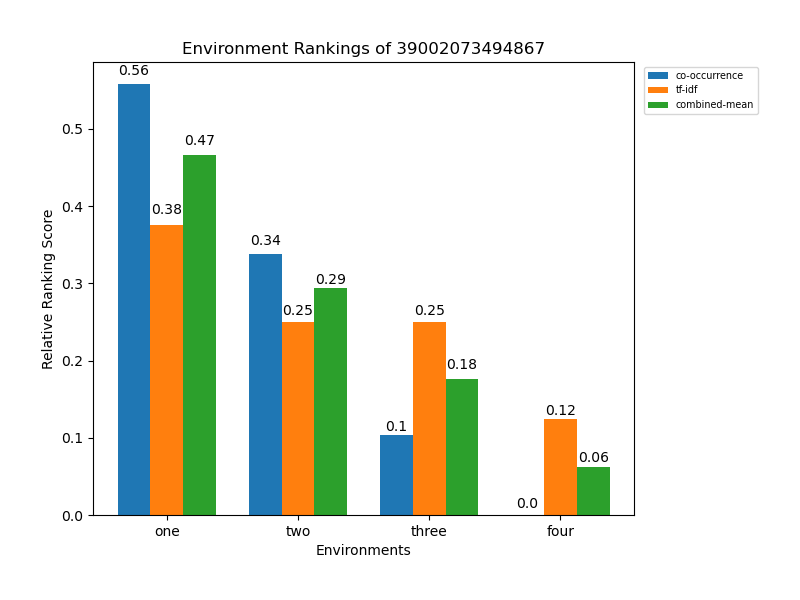 Environment Rankings of 39002073494867
co-occurrence
tf-idf
combined-mean
Relative Ranking Score
0.5
0.4
0.3
0.2
0.1
0.0
0.56
0.38
0.47
0.34
0.25
0.29
0.1
0.25
0.18
0.0
0.12
0.06
one two three four
Environments